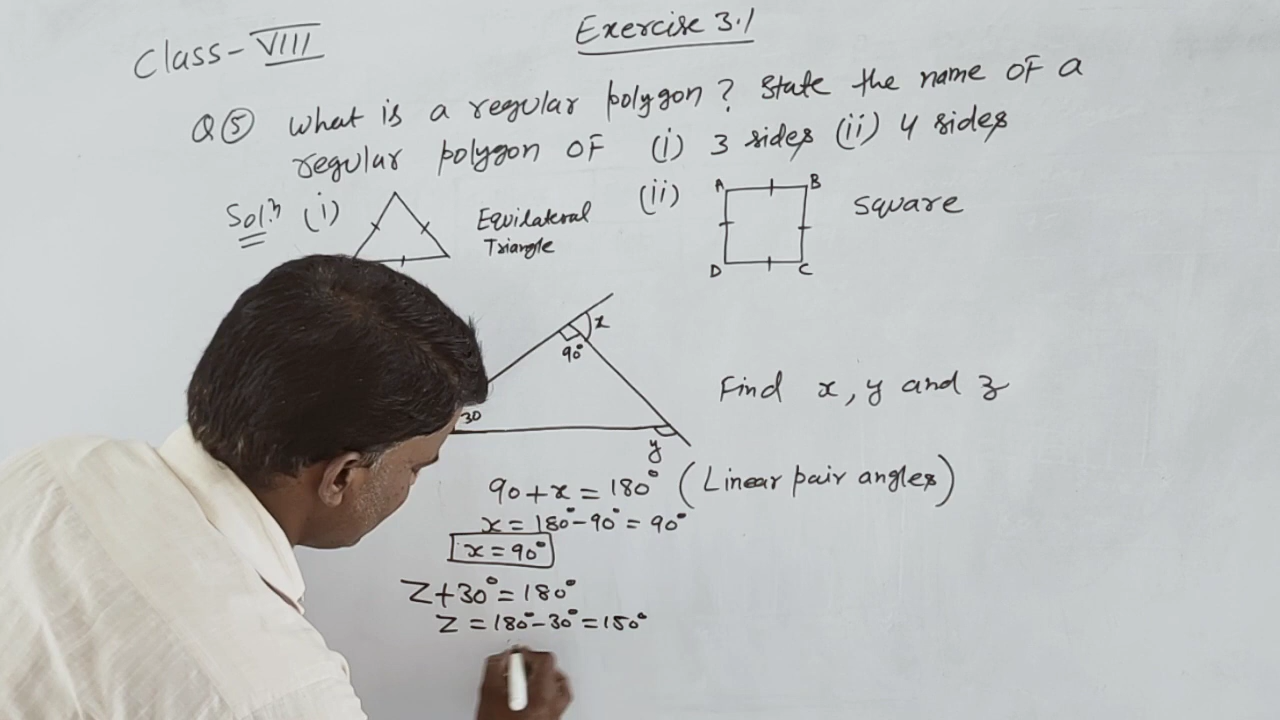 Class-VIII
Exercise 3.1
Q(5) What is a regular polygon? State the name OF a
regular polygon OF (i) 3 sides (ii) 4 sides
Soln (i)
Equilateral
Triangle
(ii)
A
B
D
C
Square
x
90°
30
y
Find x, y and z
90+x=180° (Linear pair angles)
x=180°-90°=90°
x=90°
Z+30°=180°
Z=180°-30°=150°